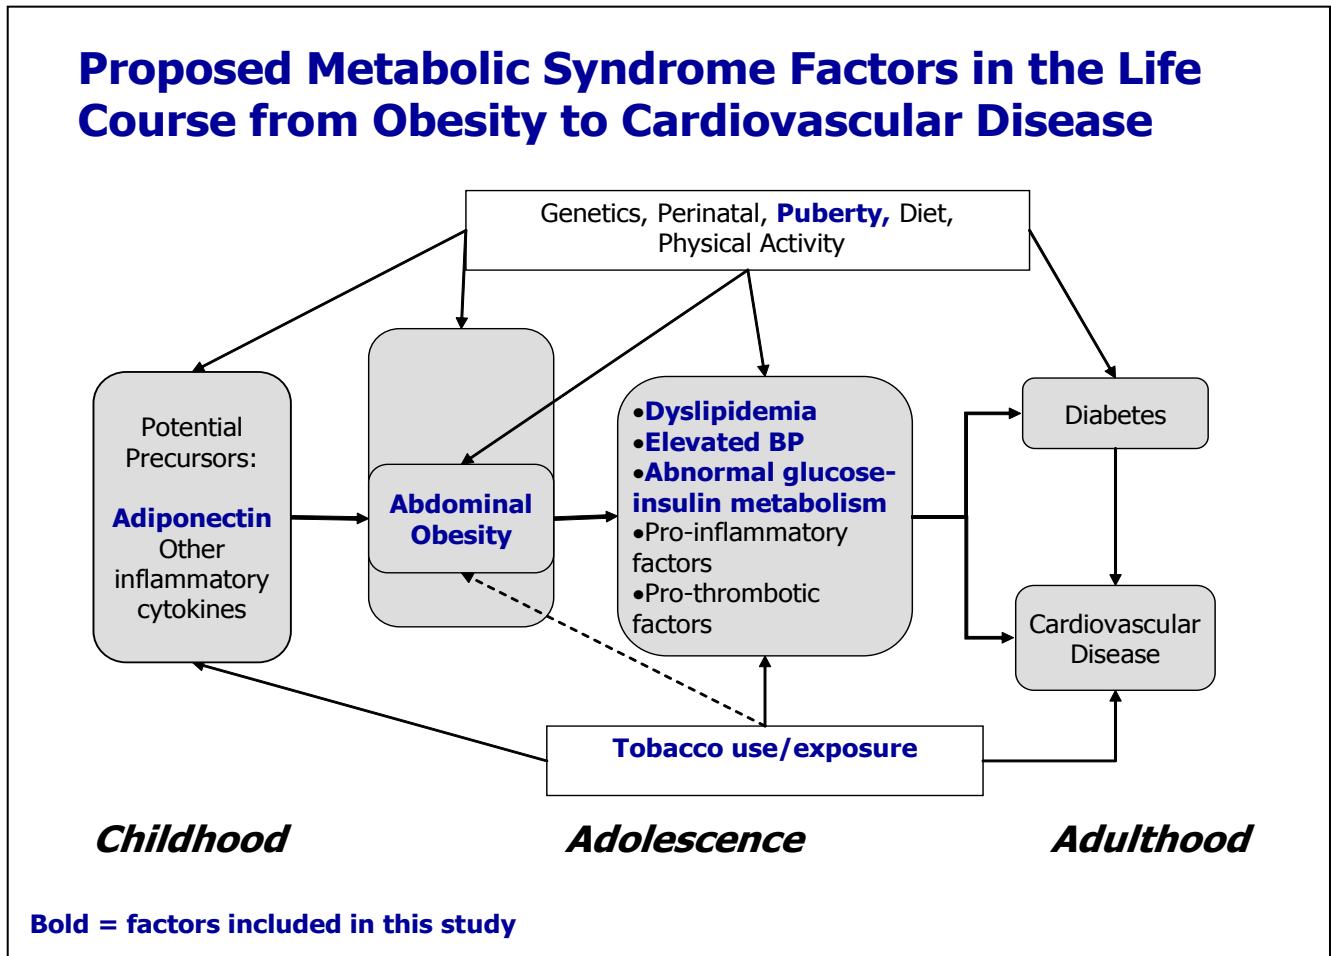 Proposed Metabolic Syndrome Factors in the Life
Course from Obesity to Cardiovascular Disease
Genetics, Perinatal, Puberty, Diet,
Physical Activity
Potential
Precursors:
Adiponectin
Other
inflammatory
cytokines
Abdominal
Obesity
•Dyslipidemia
•Elevated BP
•Abnormal glucose-
insulin metabolism
•Pro-inflammatory
factors
•Pro-thrombotic
factors
Diabetes
Cardiovascular
Disease
Tobacco use/exposure
Childhood
Adolescence
Adulthood
Bold = factors included in this study